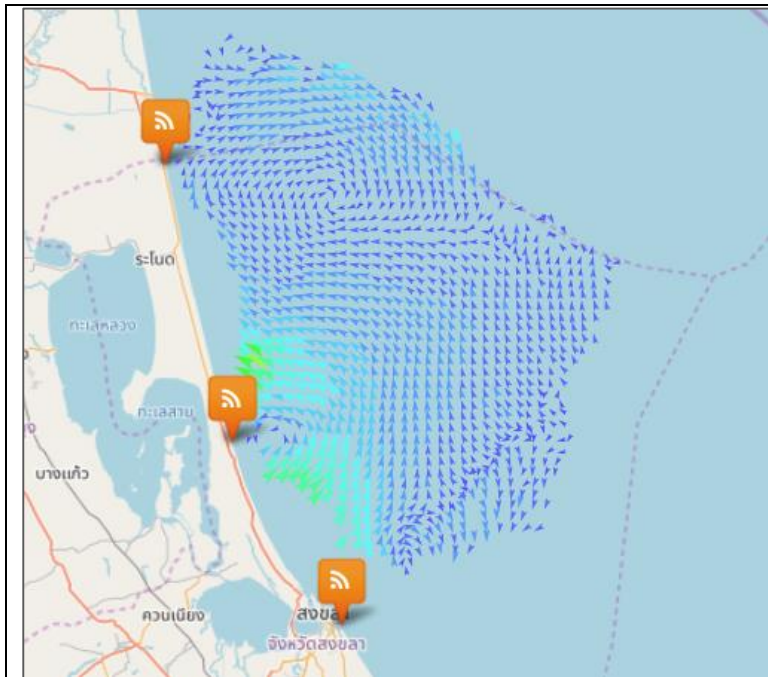 ระโนด
ทะเลหลวง
ทะเลสาบ
บางแก้ว
ควนเนียง
สงขลา
จังหวัดสงขลา